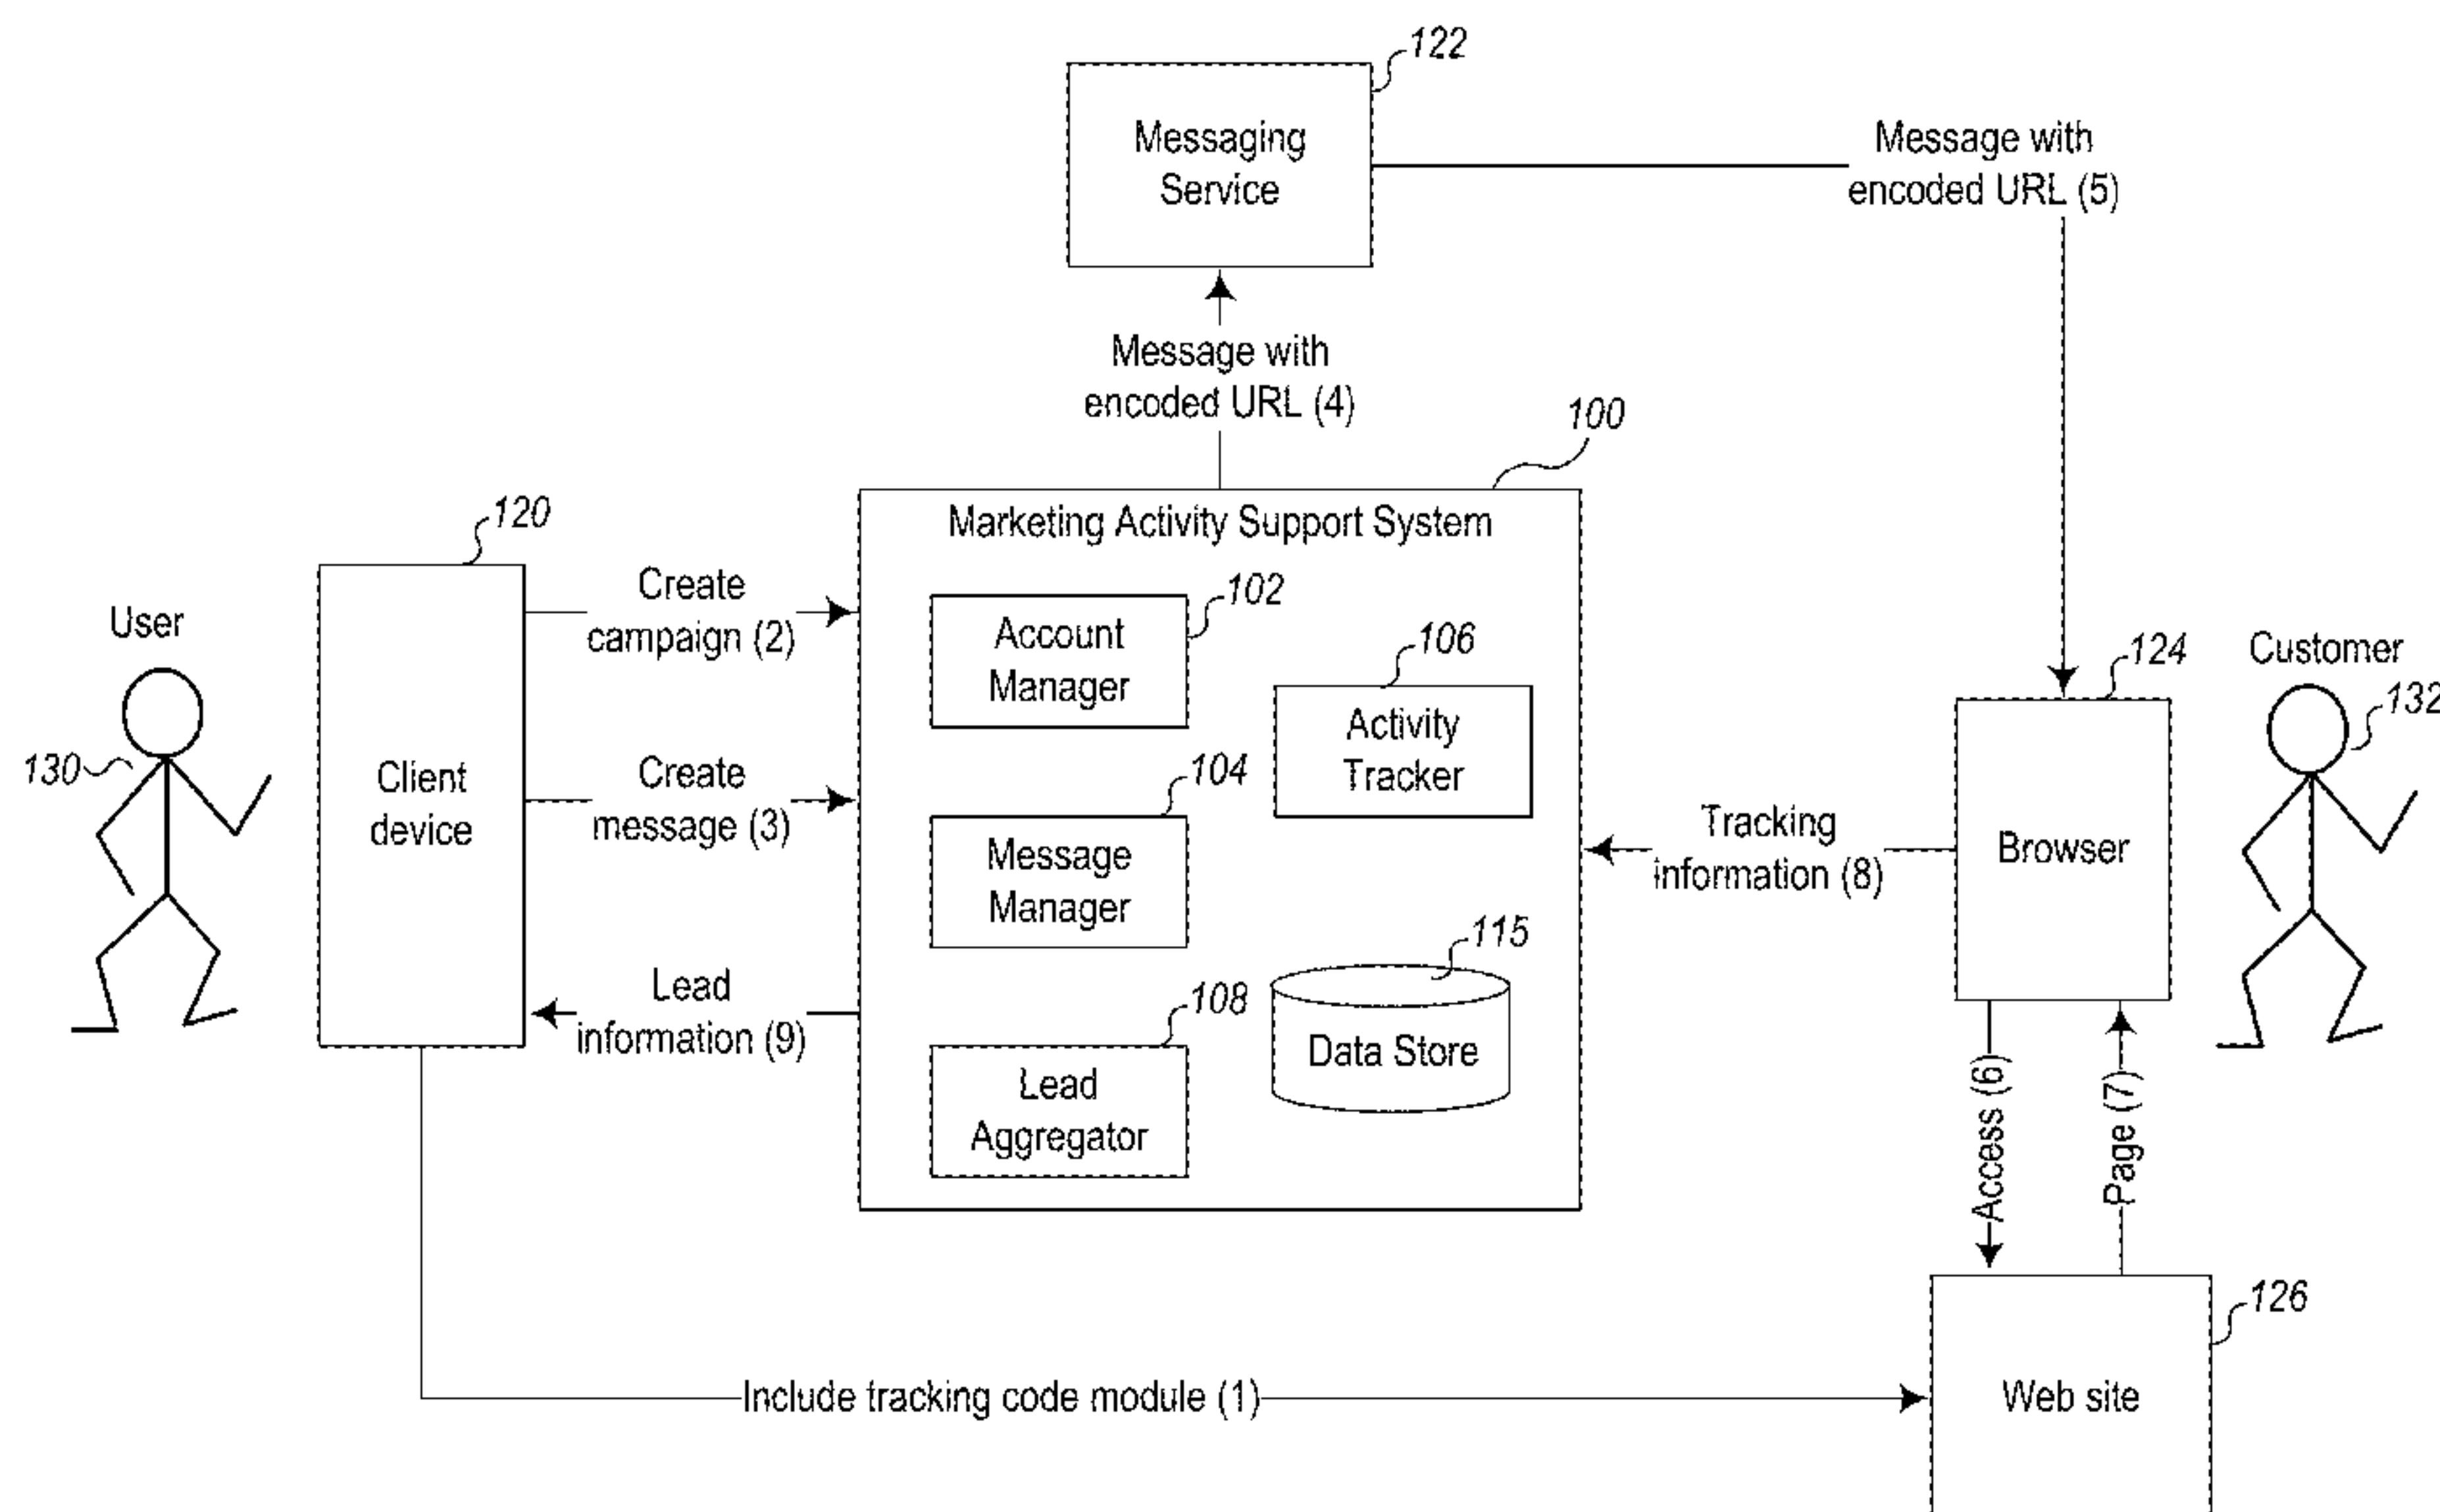 122
Messaging
Service
Message with
encoded URL (5)
Message with
encoded URL (4)
100
Marketing Activity Support System
120
Client
device
User
130
Create
campaign (2)
Create
message (3)
Lead
information (9)
102
Account
Manager
106
Activity
Tracker
104
Message
Manager
115
Data Store
108
Lead
Aggregator
Tracking
information (8)
124
Browser
Customer
132
Access (6)
Page (7)
126
Web site
Include tracking code module (1)